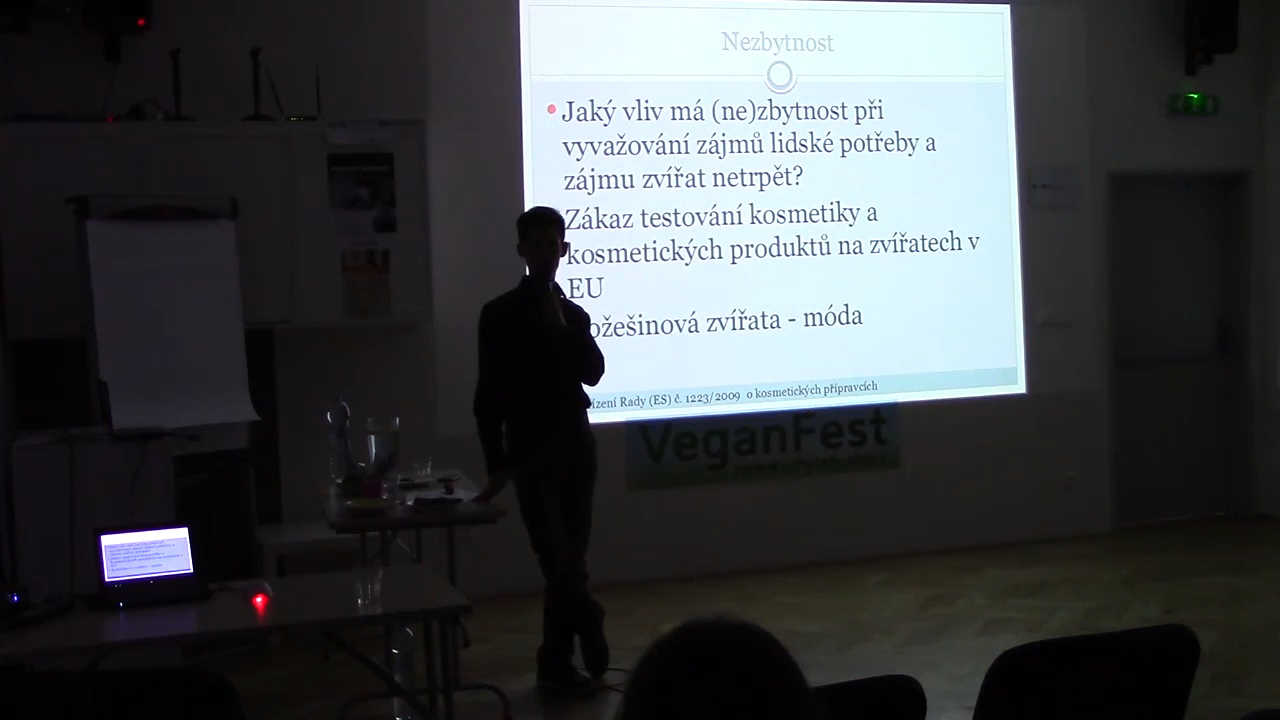 Nezbytnost
Jaký vliv má (ne)zbytnost při
vyvažování zájmů lidské potřeby a
zájmu zvířat netrpět?
Zákaz testování kosmetiky a
kosmetických produktů na zvířatech v
EU
ožešinová zvířata - móda
ízení Rady (ES) č. 1223/2009 o kosmetických přípravcích
VeganFest